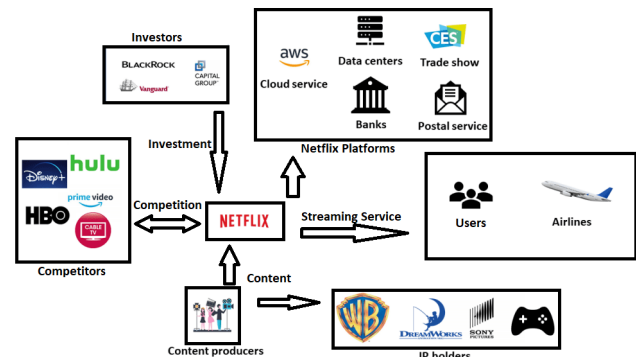 Investors
BLACKROCK
CAPITAL
GROUP
Vanguard
Investment
aws
Cloud service
Data centers
CES
Trade show
Banks
Postal service
Netflix Platforms
Disney+
hulu
prime video
HBO
CABLE
TV
Competitors
Competition
NETFLIX
Streaming Service
Users
Airlines
Content
Content producers
WB
DREAMWORKS
SONY
PICTURES
IP holders